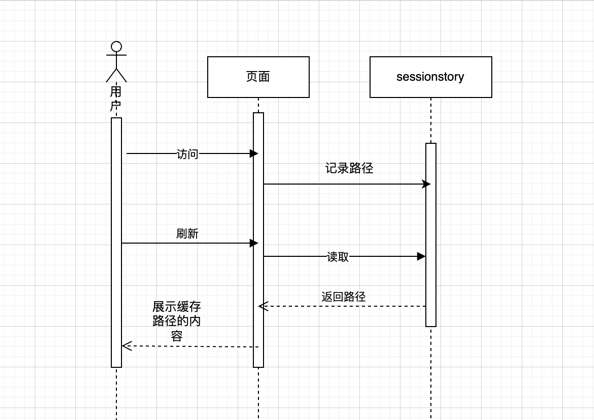 用
户
页面
sessionstory
访问
记录路径
刷新
读取
返回路径
展示缓存
路径的内
容